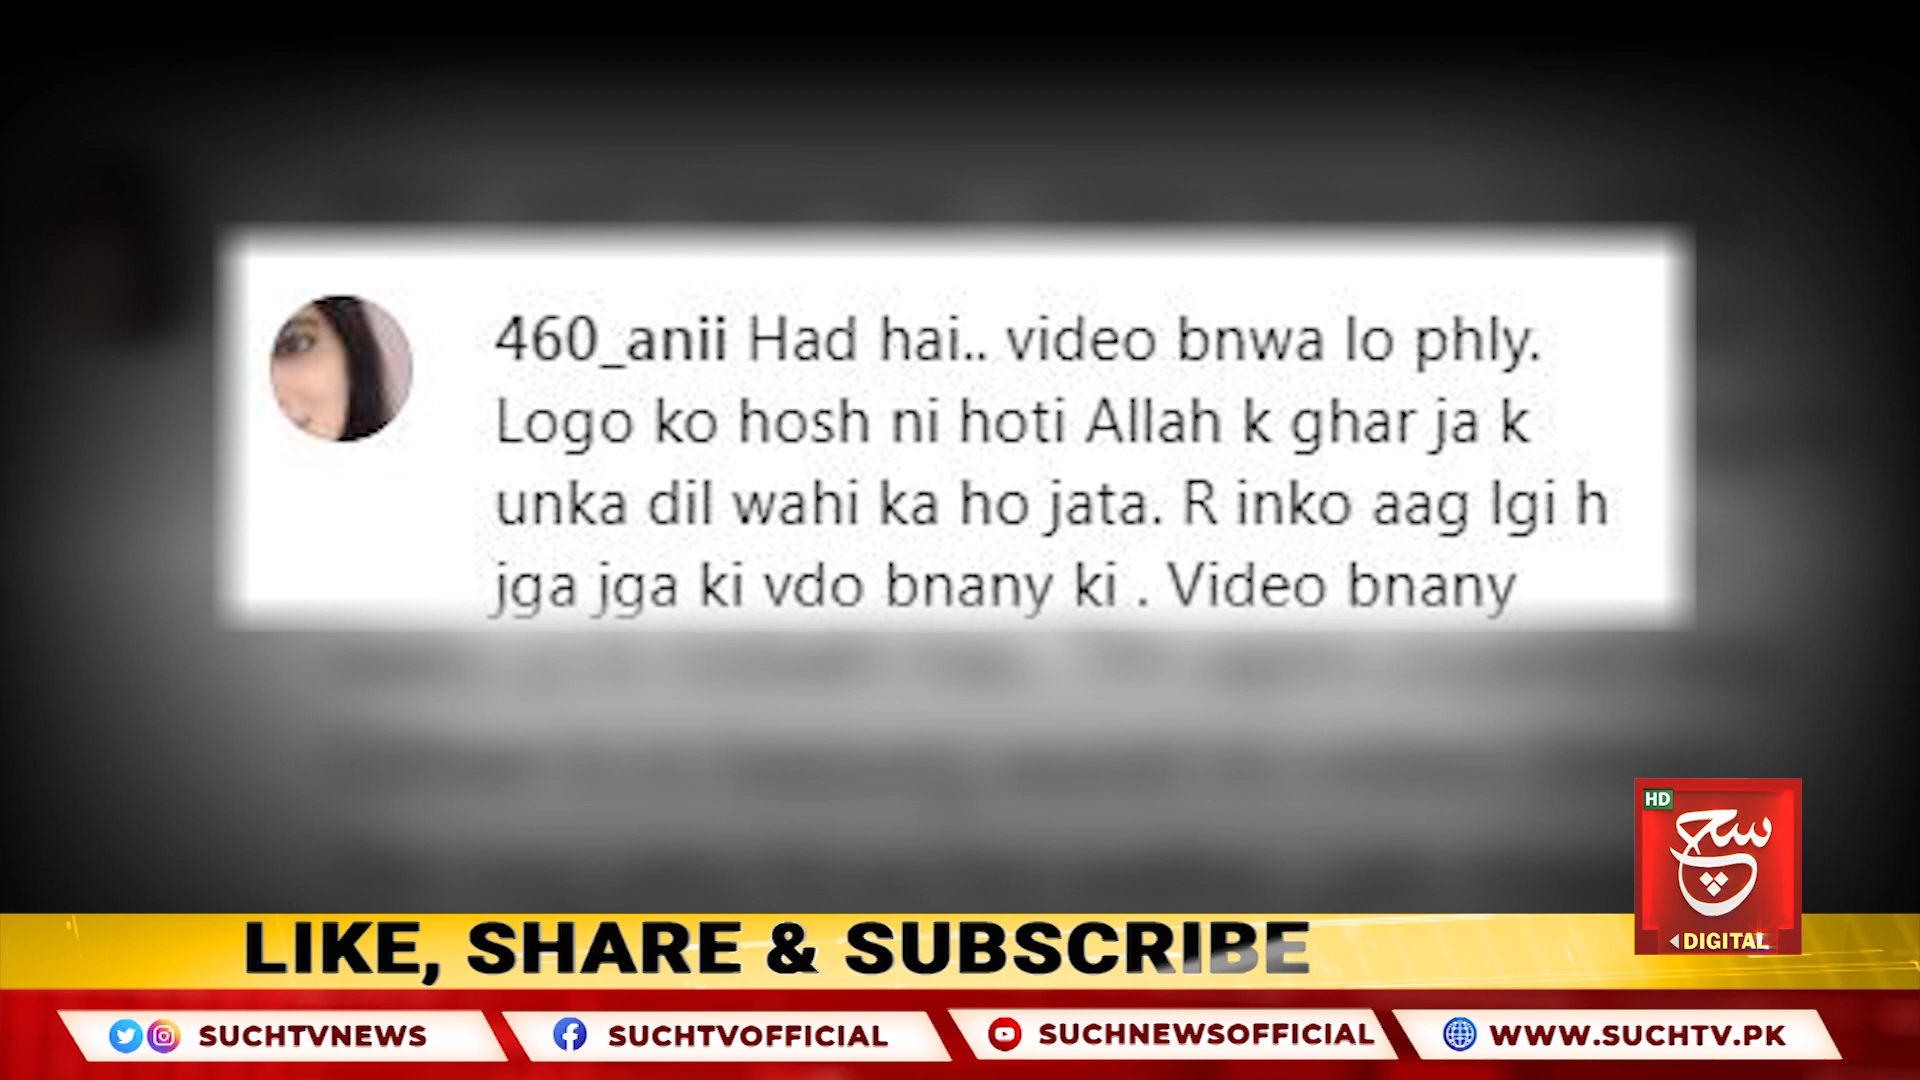 460_anii Had hai.. video bnwa lo phly.
Logo ko hosh ni hoti Allah k ghar ja k
unka dil wahi ka ho jata. R inko aag lgi h
jga jga ki vdo bnany ki . Video bnany
HD
سچ
DIGITAL
LIKE, SHARE & SUBSCRIBE
SUCHTVNEWS
SUCHTVOFFICIAL
SUCHNEWSOFFICIAL
WWW.SUCHTV.PK